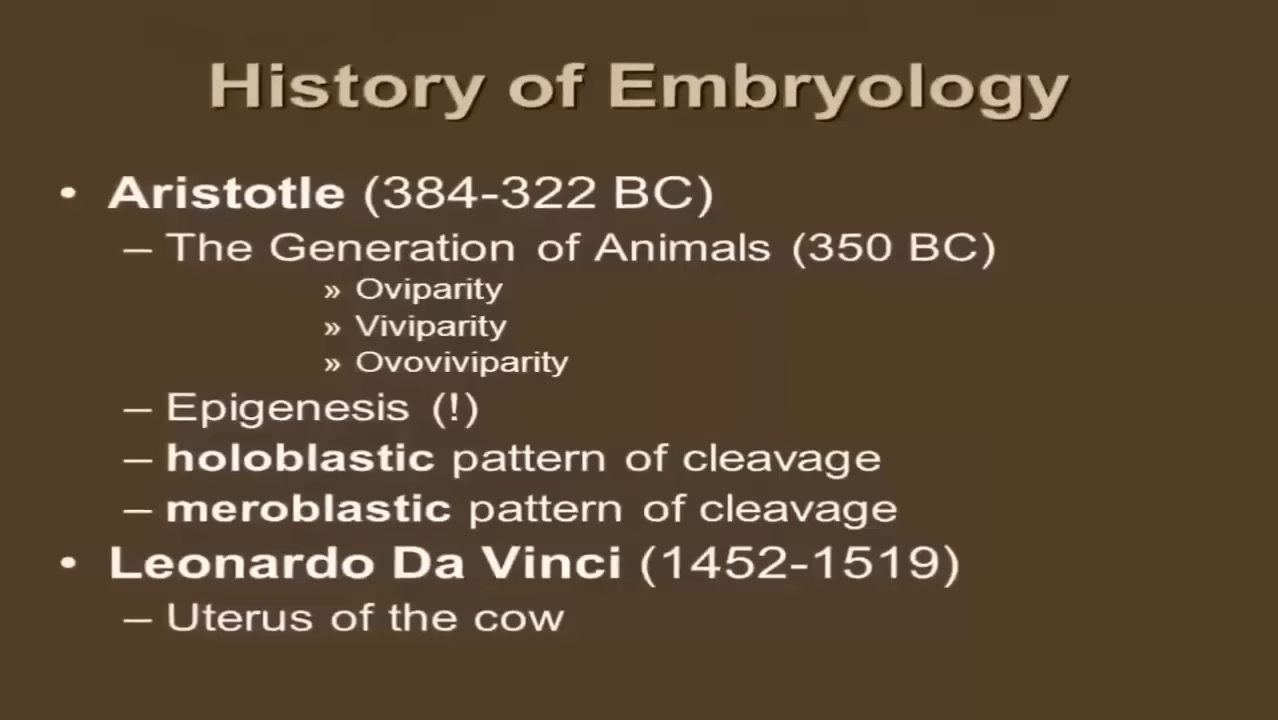 History of Embryology
• Aristotle (384-322 BC)
– The Generation of Animals (350 BC)
» Oviparity
» Viviparity
» Ovoviviparity
– Epigenesis (!)
– holoblastic pattern of cleavage
– meroblastic pattern of cleavage
• Leonardo Da Vinci (1452-1519)
– Uterus of the cow